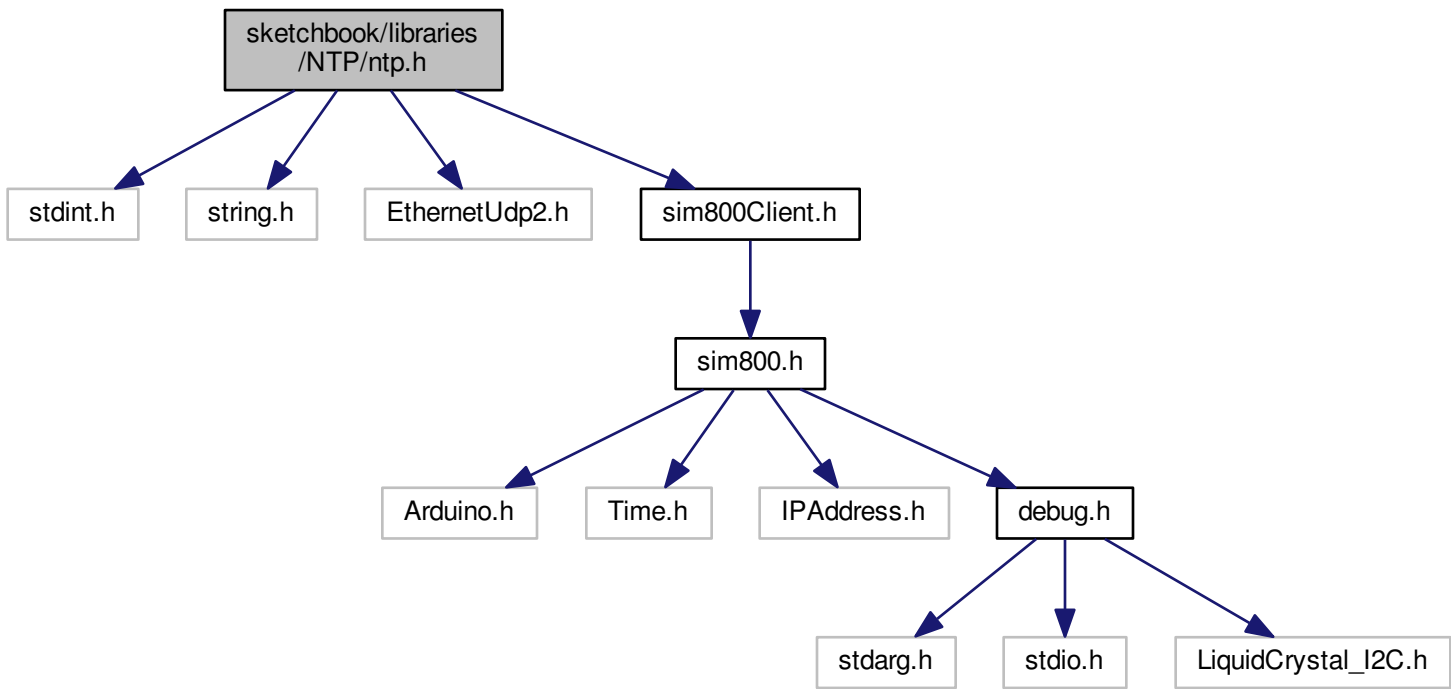 sketchbook/libraries
/NTP/ntp.h
stdint.h
string.h
EthernetUdp2.h
sim800Client.h
sim800.h
Arduino.h
Time.h
IPAddress.h
debug.h
stdarg.h
stdio.h
LiquidCrystal_I2C.h